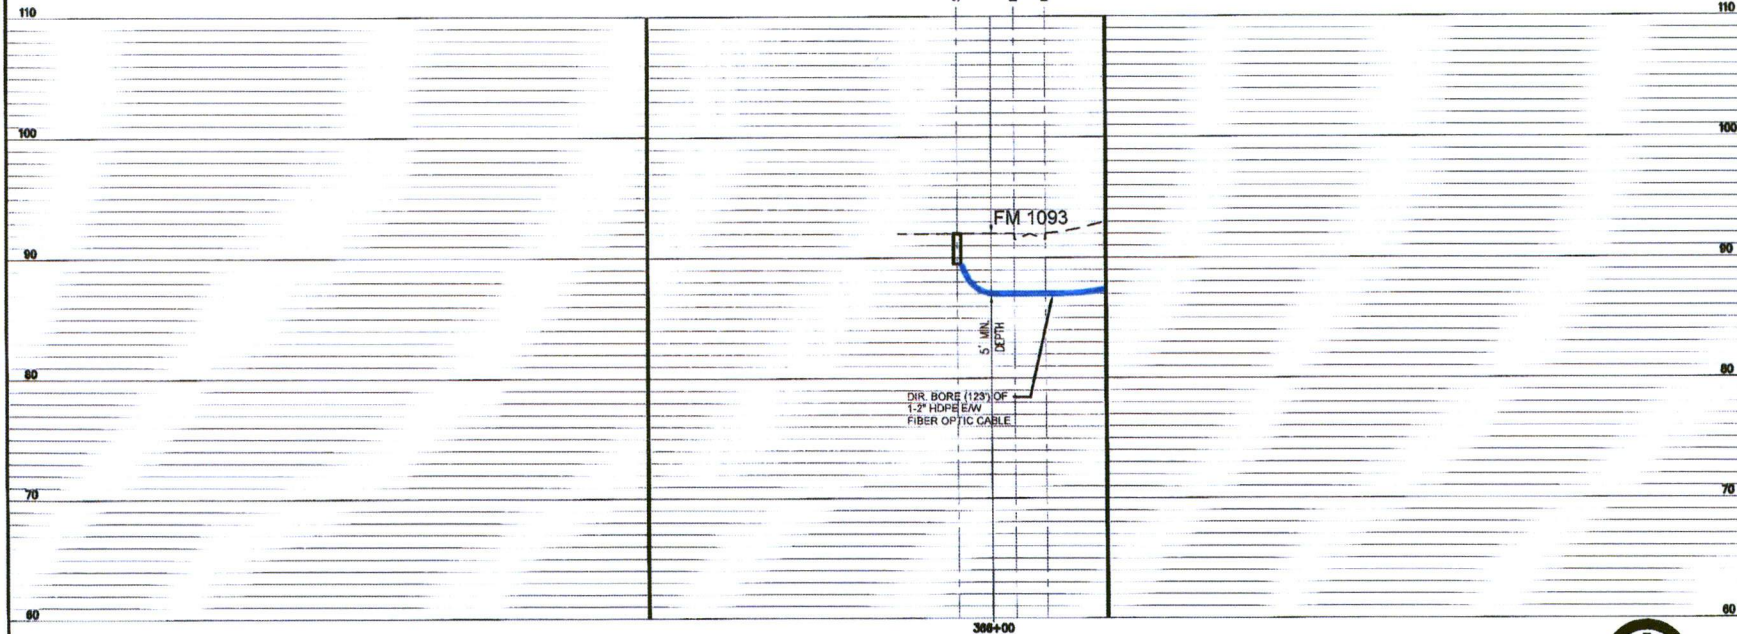 110 110
100 100
FM 1093
90 90
5' MIN.
DEPTH
80 80
DIR. BORE (123') OF
1-2" HDPE E/W
FIBER OPTIC CABLE
70 70
60 60
366+00